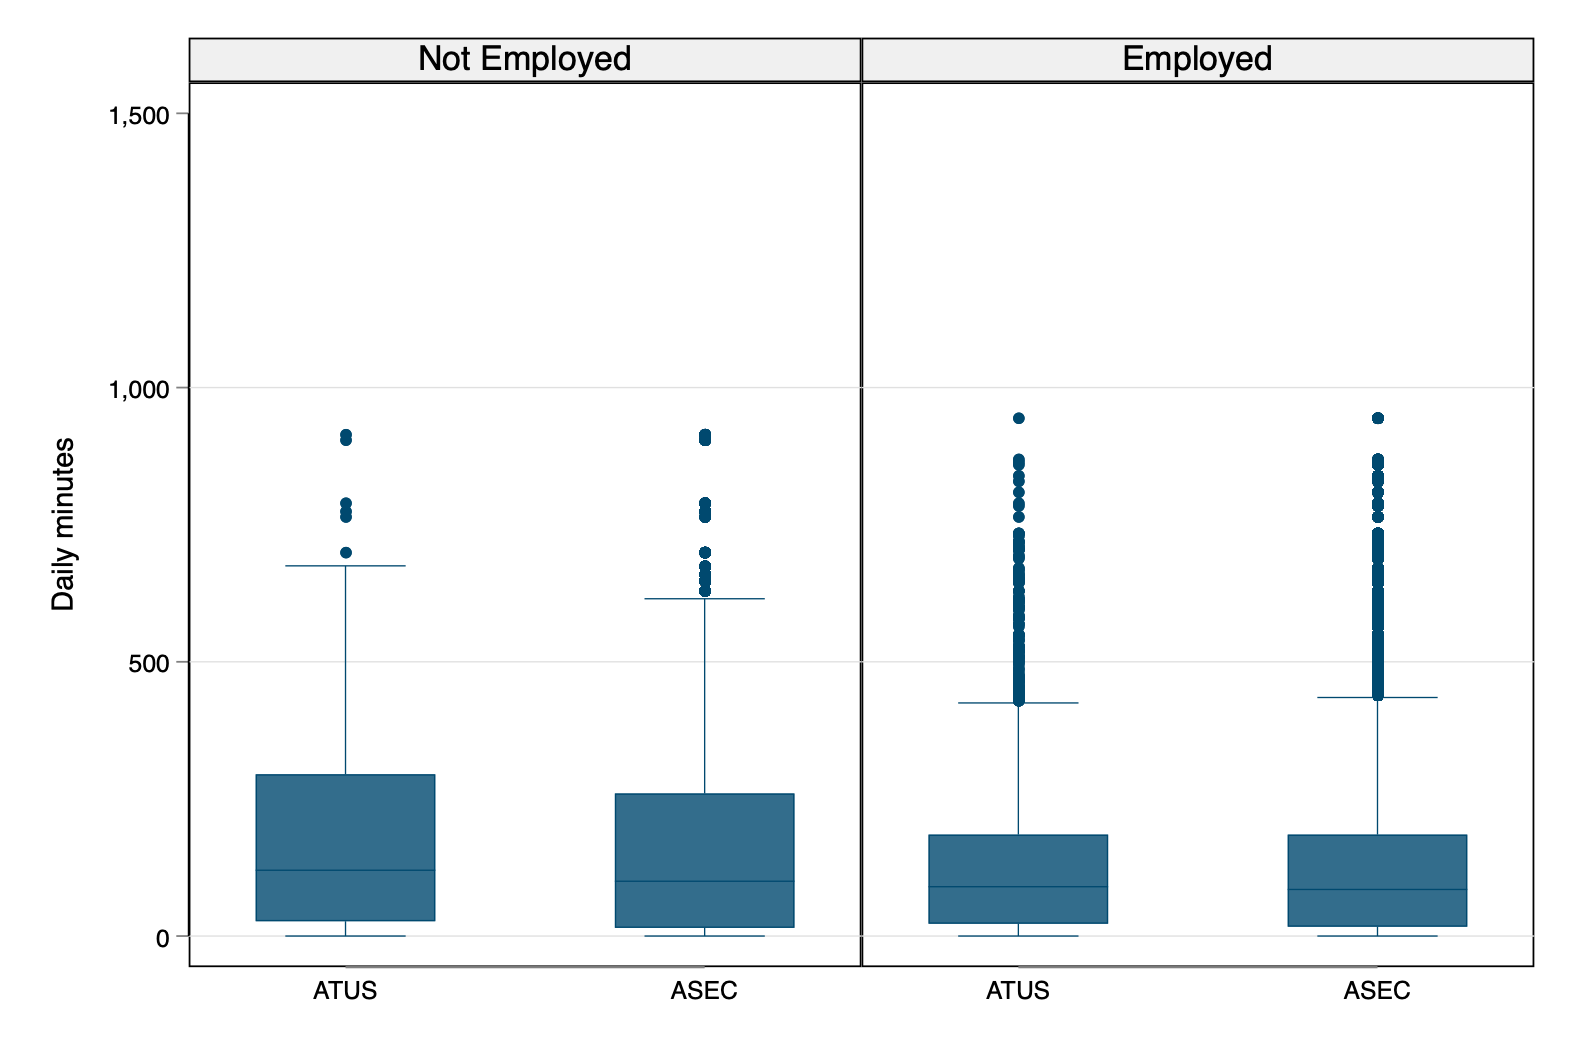 Not Employed
Employed
1,500
1,000
500
0
Daily minutes
ATUS
ASEC
ATUS
ASEC